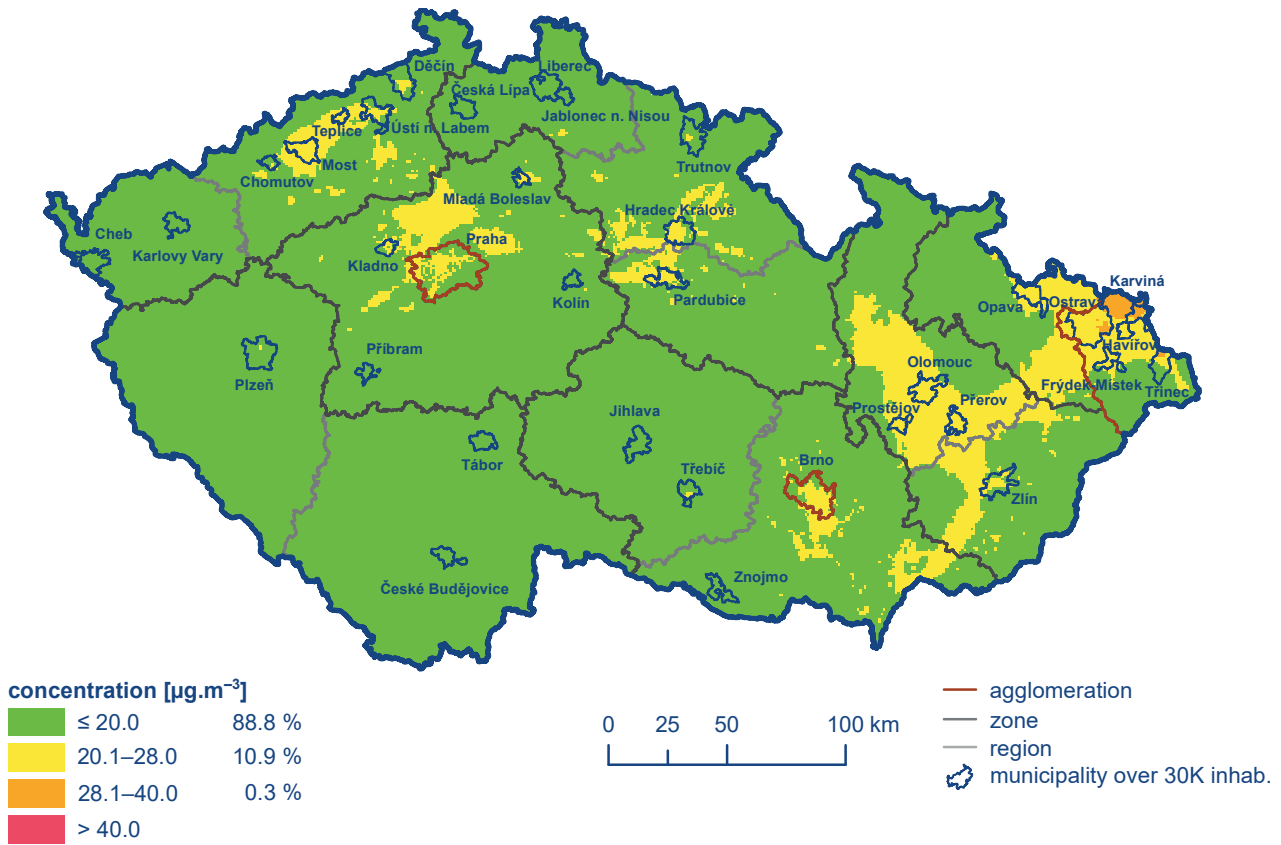 Děčín
Liberec
Česká Lípa
Jablonec n. Nisou
Teplice
Ústí n. Labem
Most
Chomutov
Trutnov
Mladá Boleslav
Hradec Králové
Cheb
Karlovy Vary
Praha
Kladno
Kolín
Pardubice
Karviná
Opava
Ostrava
Havířov
Příbram
Plzeň
Olomouc
Frýdek-Místek
Třinec
Prostějov
Přerov
Jihlava
Tábor
Třebíč
Brno
Zlín
České Budějovice
Znojmo
concentration [µg.m⁻³]
≤ 20.0 88.8 %
20.1–28.0 10.9 %
28.1–40.0 0.3 %
> 40.0
0 25 50 100 km
agglomeration
zone
region
municipality over 30K inhab.